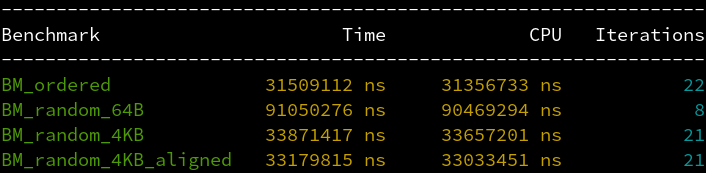 Benchmark Time CPU Iterations
BM_ordered 31509112 ns 31356733 ns 22
BM_random_64B 91050276 ns 90469294 ns 8
BM_random_4KB 33871417 ns 33657201 ns 21
BM_random_4KB_aligned 33179815 ns 33033451 ns 21